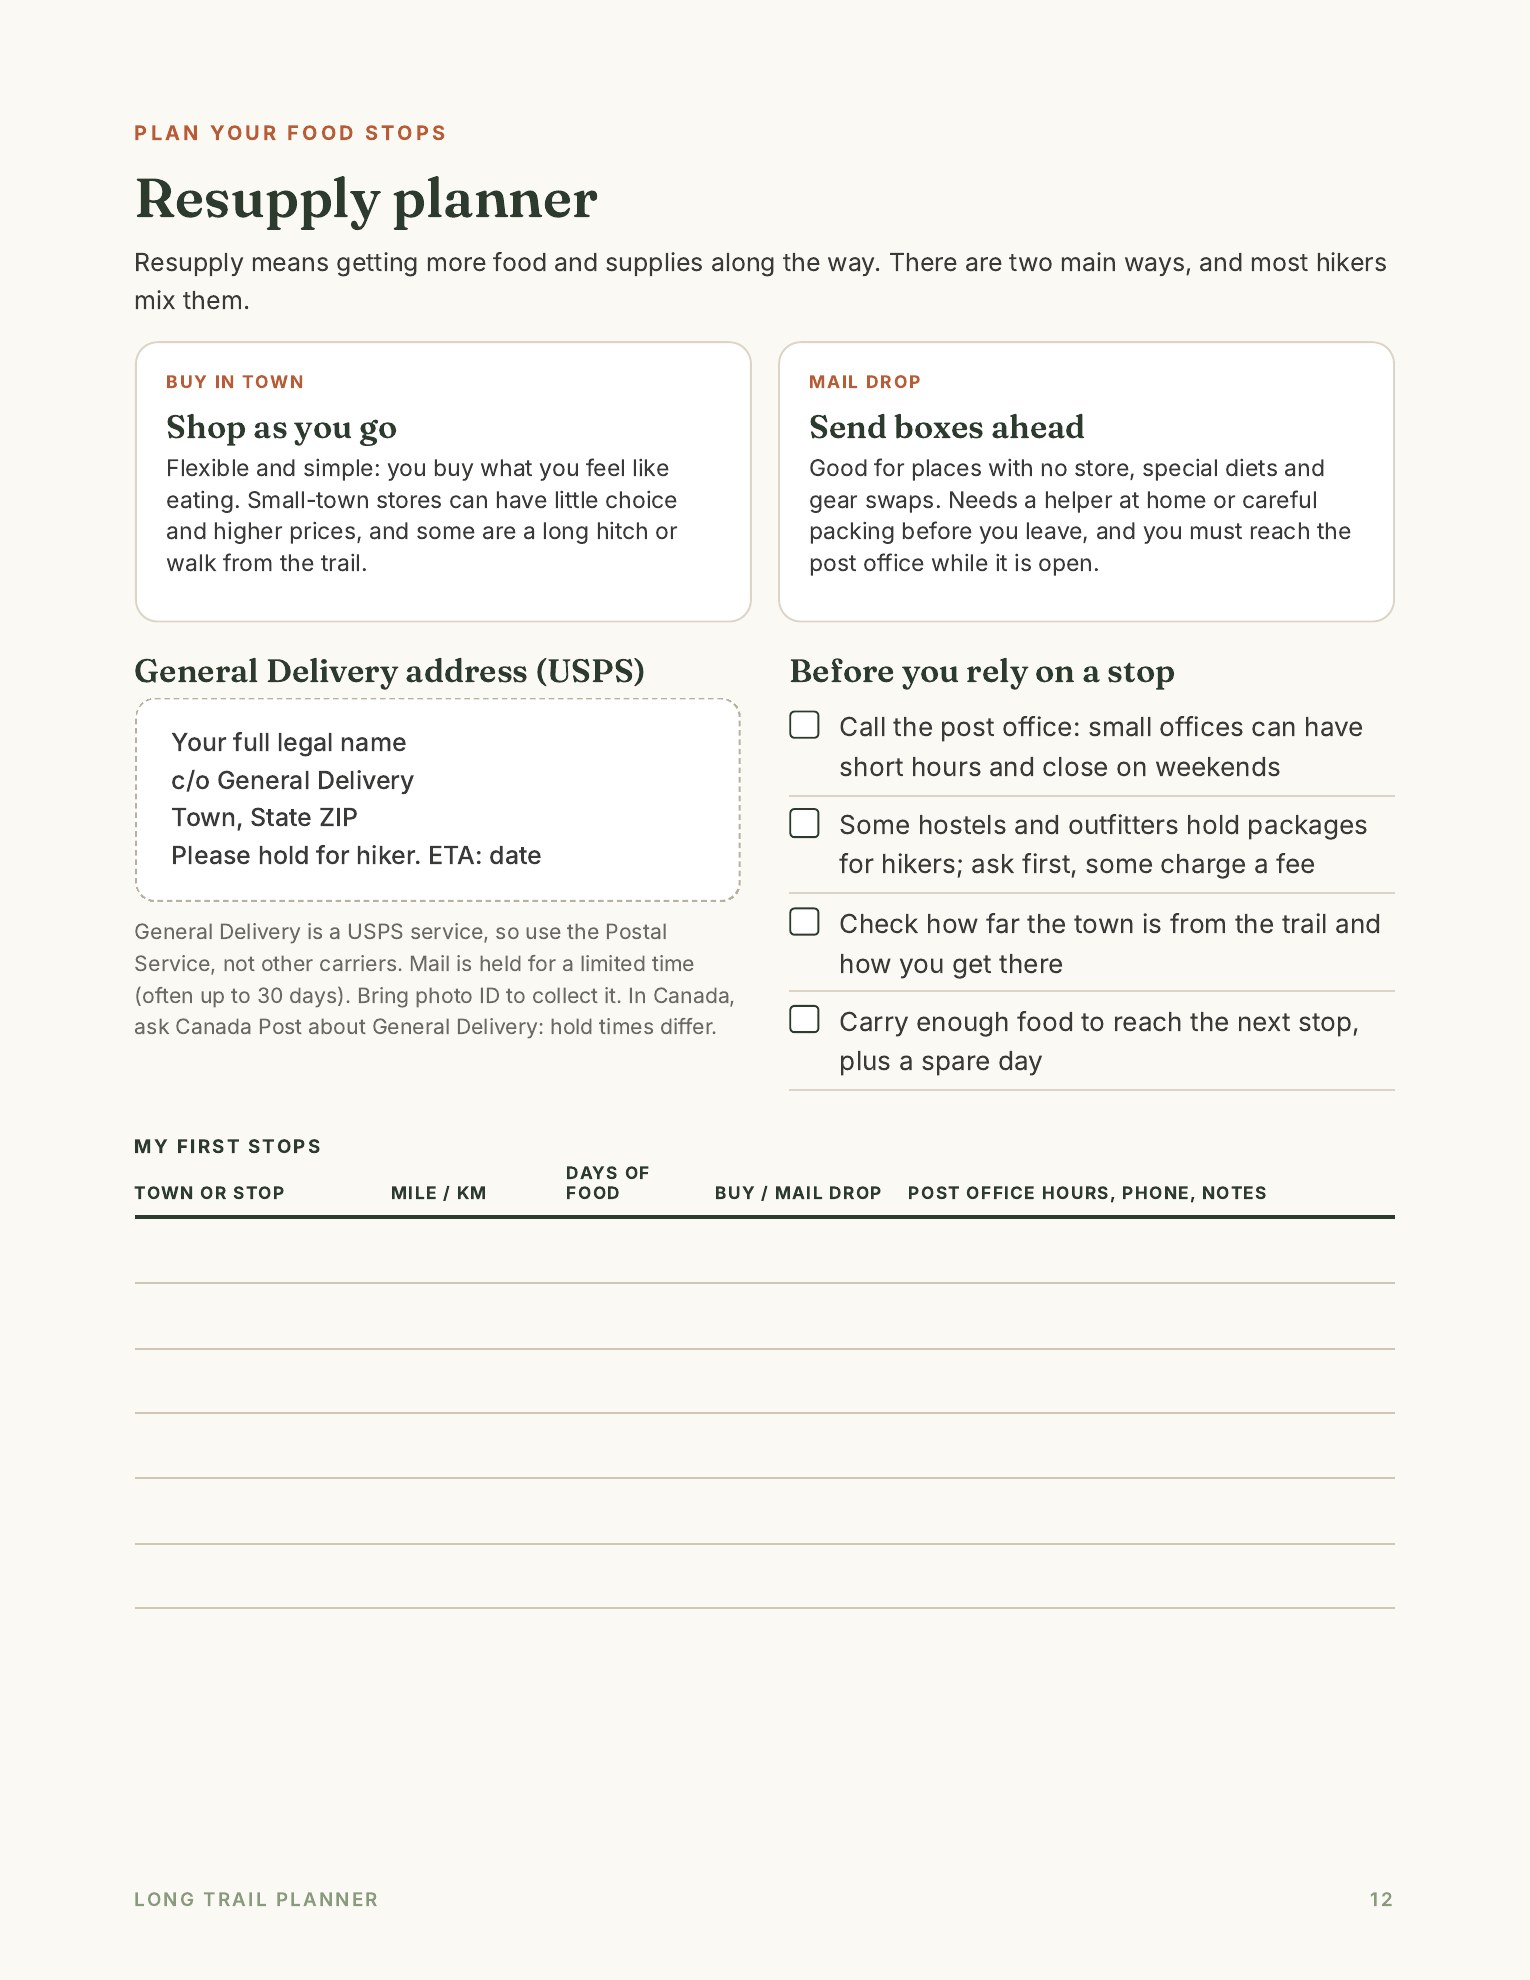 PLAN YOUR FOOD STOPS
Resupply planner
Resupply means getting more food and supplies along the way. There are two main ways, and most hikers
mix them.
BUY IN TOWN
Shop as you go
Flexible and simple: you buy what you feel like
eating. Small-town stores can have little choice
and higher prices, and some are a long hitch or
walk from the trail.
MAIL DROP
Send boxes ahead
Good for places with no store, special diets and
gear swaps. Needs a helper at home or careful
packing before you leave, and you must reach the
post office while it is open.
General Delivery address (USPS)
Your full legal name
c/o General Delivery
Town, State ZIP
Please hold for hiker. ETA: date
General Delivery is a USPS service, so use the Postal
Service, not other carriers. Mail is held for a limited time
(often up to 30 days). Bring photo ID to collect it. In Canada,
ask Canada Post about General Delivery: hold times differ.
Before you rely on a stop
Call the post office: small offices can have
short hours and close on weekends
Some hostels and outfitters hold packages
for hikers; ask first, some charge a fee
Check how far the town is from the trail and
how you get there
Carry enough food to reach the next stop,
plus a spare day
MY FIRST STOPS
TOWN OR STOP
MILE / KM
DAYS OF
FOOD
BUY / MAIL DROP
POST OFFICE HOURS, PHONE, NOTES
LONG TRAIL PLANNER
12